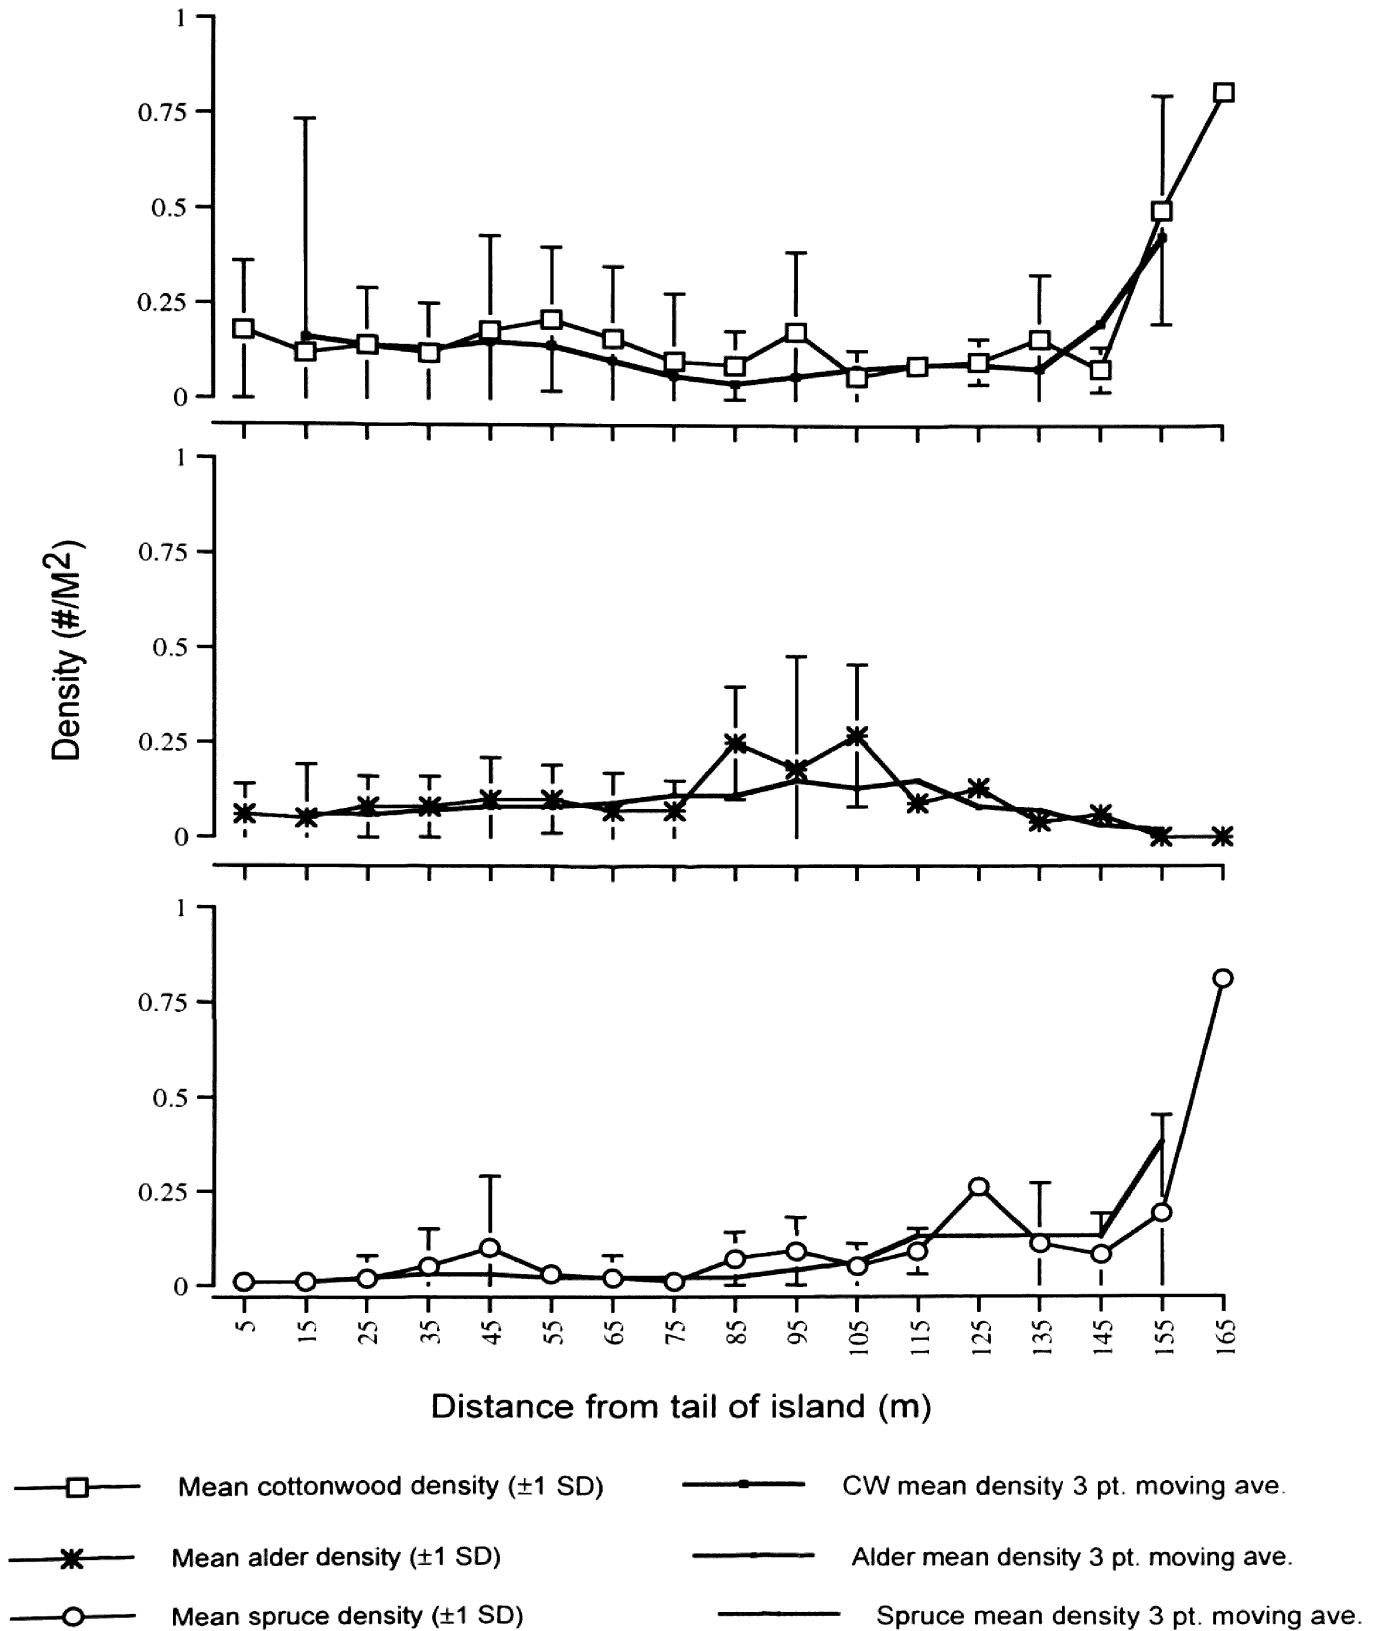 1
0.75
0.5
0.25
0
1
0.75
0.5
0.25
0
Density (#/M2)
1
0.75
0.5
0.25
0
5 15 25 35 45 55 65 75 85 95 105 115 125 135 145 155 165
Distance from tail of island (m)
Mean cottonwood density (±1 SD) CW mean density 3 pt. moving ave.
Mean alder density (±1 SD) Alder mean density 3 pt. moving ave.
Mean spruce density (±1 SD) Spruce mean density 3 pt. moving ave.